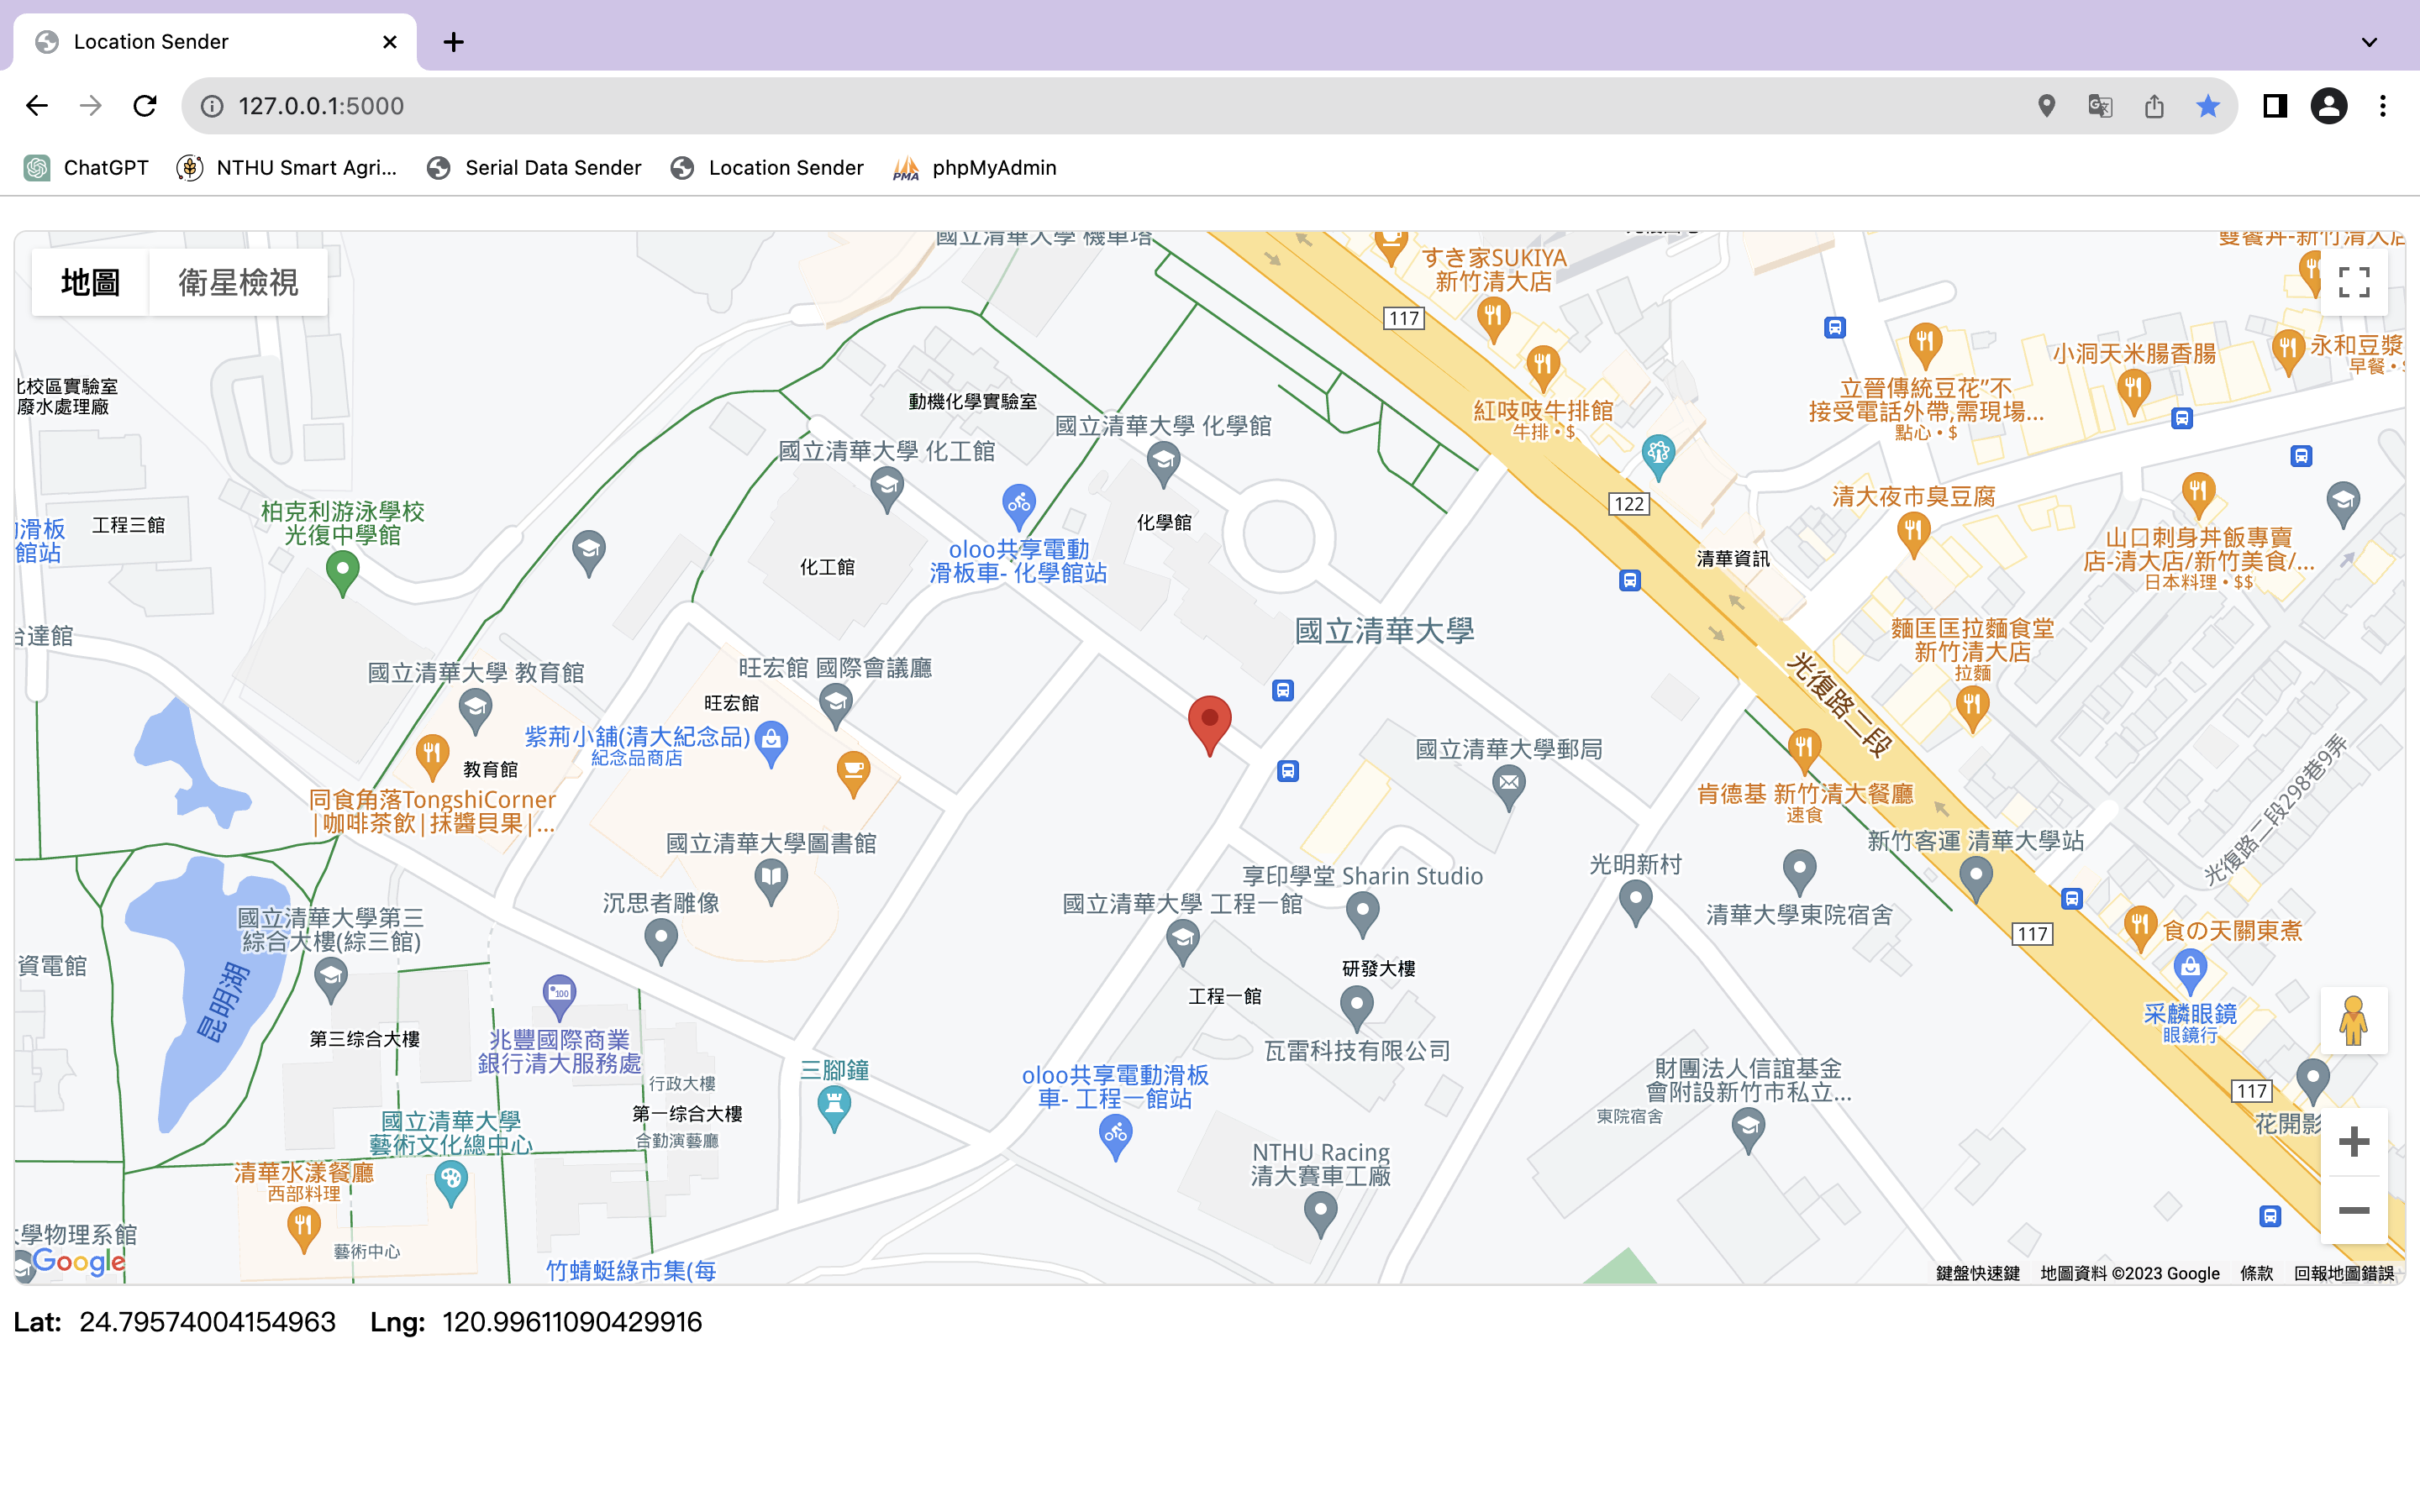 Location Sender
127.0.0.1:5000
ChatGPT
NTHU Smart Agri...
Serial Data Sender
Location Sender
phpMyAdmin
地圖
衛星檢視
國立清華大學 機車塔
すき家SUKIYA
新竹清大店
117
小洞天米腸香腸
永和豆漿
早餐
立晉傳統豆花"不
接受電話外帶,需現場...
點心 • $
紅吱吱牛排館
牛排 • $
校區實驗室
廢水處理廠
動機化學實驗室
國立清華大學 化學館
國立清華大學 化工館
柏克利游泳學校
光復中學館
工程三館
滑板
館站
化學館
oloo共享電動
滑板車- 化學館站
化工館
122
清華資訊
清大夜市臭豆腐
山口刺身丼飯專賣
店-清大店/新竹美食/...
日本料理 • $$
台達館
國立清華大學
麵匡匡拉麵食堂
新竹清大店
拉麵
光復路二段
國立清華大學 教育館
旺宏館 國際會議廳
旺宏館
紫荊小舖(清大紀念品)
紀念品商店
教育館
同食角落TongshiCorner
|咖啡茶飲|抹醬貝果|...
國立清華大學郵局
肯德基 新竹清大餐廳
速食
新竹客運 清華大學站
光復路二段298巷9弄
國立清華大學圖書館
沉思者雕像
享印學堂 Sharin Studio
國立清華大學 工程一館
光明新村
清華大學東院宿舍
117
食の天關東煮
國立清華大學第三
綜合大樓(綜三館)
資電館
昆明湖
研發大樓
工程一館
采麟眼鏡
眼鏡行
第三综合大樓
兆豐國際商業
銀行清大服務處
瓦雷科技有限公司
行政大樓
第一综合大樓
合勤演藝廳
三腳鐘
oloo共享電動滑板
車- 工程一館站
財團法人信誼基金
會附設新竹市私立...
東院宿舍
117
花開影
國立清華大學
藝術文化總中心
清華水漾餐廳
西部料理
NTHU Racing
清大賽車工廠
學物理系館
藝術中心
Google
竹蜻蜓綠市集(每
鍵盤快速鍵
地圖資料 ©2023 Google
條款
回報地圖錯誤
Lat: 24.79574004154963 Lng: 120.99611090429916